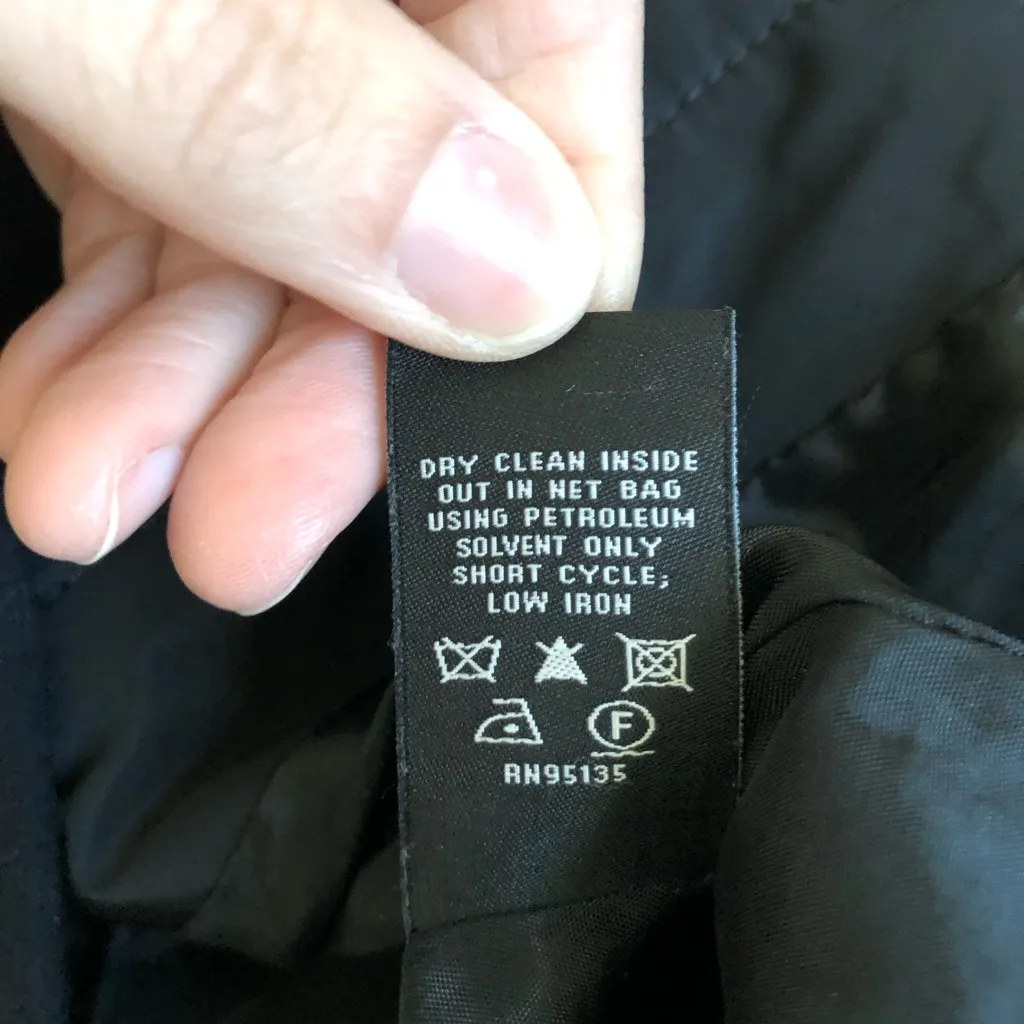 DRY CLEAN INSIDE
OUT IN NET BAG
USING PETROLEUM
SOLVENT ONLY
SHORT CYCLE;
LOW IRON
F
RN95135